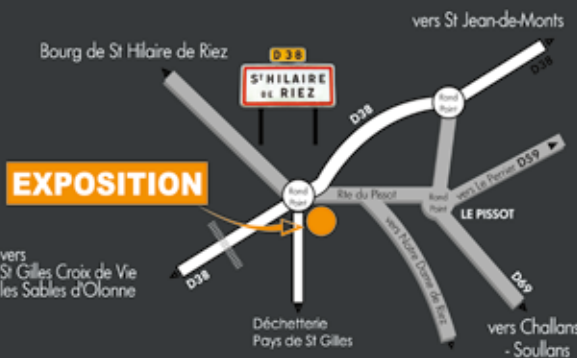 vers St Jean-de-Monts
Bourg de St Hilaire de Riez
D38
D38
ST HILAIRE
DE RIEZ
D38
Rond
Point
EXPOSITION
Rond
Point
Rte du Pissot
Rond
Point
vers Le Perrier D59
LE PISSOT
vers Notre Dame de Riez
vers
St Gilles Croix de Vie
les Sables d'Olonne
D38
D69
Déchetterie
Pays de St Gilles
vers Challans
- Soullans